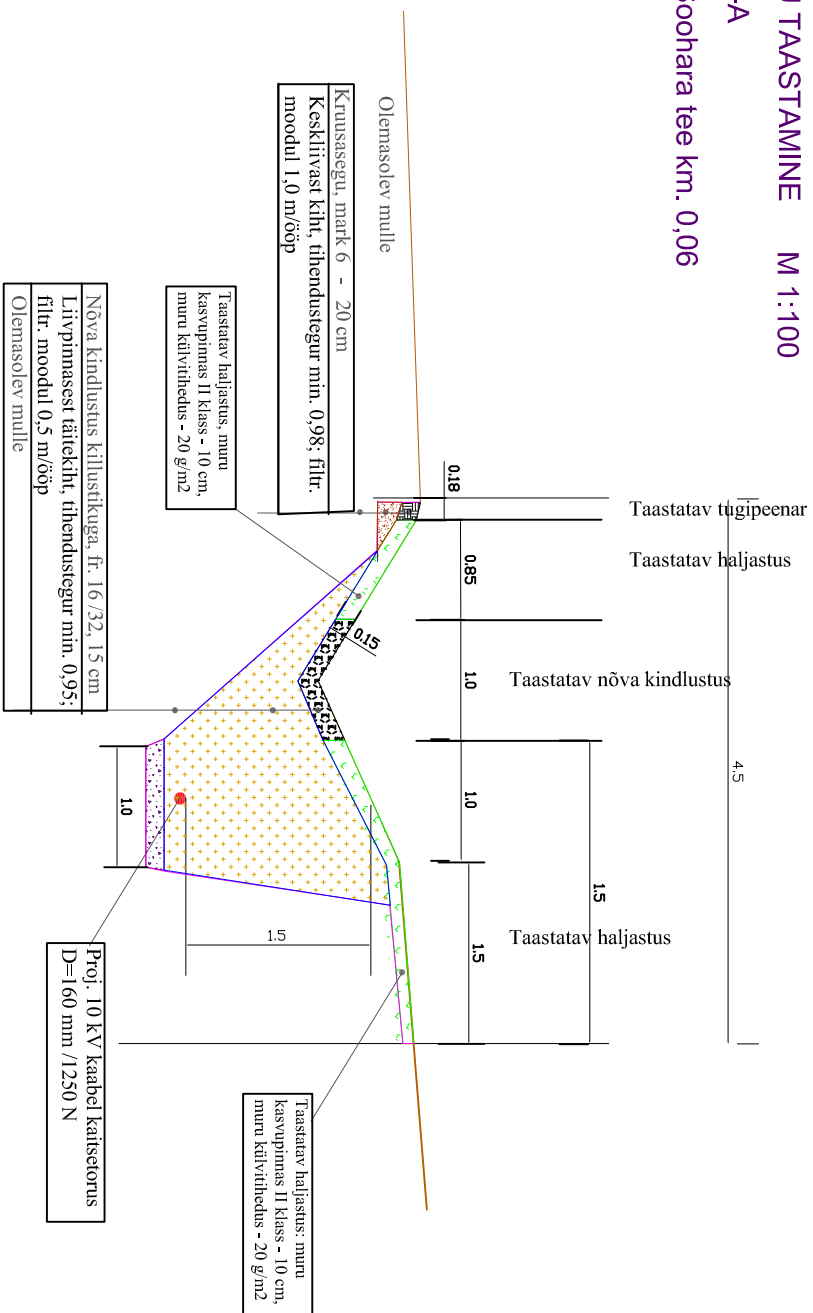 TAASTAMINE M 1:100
-A
oohara tee km. 0,06
Olemasolev mulle
Kruusasegu, mark 6 - 20 cm
Keskliivast kiht, tihendustegur min. 0,98; filtr.
moodul 1,0 m/ööp
Taastatav haljastus, muru
kasvupinnas II klass - 10 cm,
muru külvitihedus - 20 g/m2
Nõva kindlustus killustikuga, fr. 16 /32, 15 cm
Liivpinnasest täitekiht, tihendustegur min. 0,95;
filtr. moodul 0,5 m/ööp
Olemasolev mulle
Taastatav tugipeenar
Taastatav haljastus
Taastatav nõva kindlustus
Taastatav haljastus
0.18
0.85
1.0
1.0
1.5
1.5
4.5
0.15
1.0
1.5
Proj. 10 kV kaabel kaitsetorus
D=160 mm /1250 N
Taastatav haljastus: muru
kasvupinnas II klass - 10 cm,
muru külvitihedus - 20 g/m2